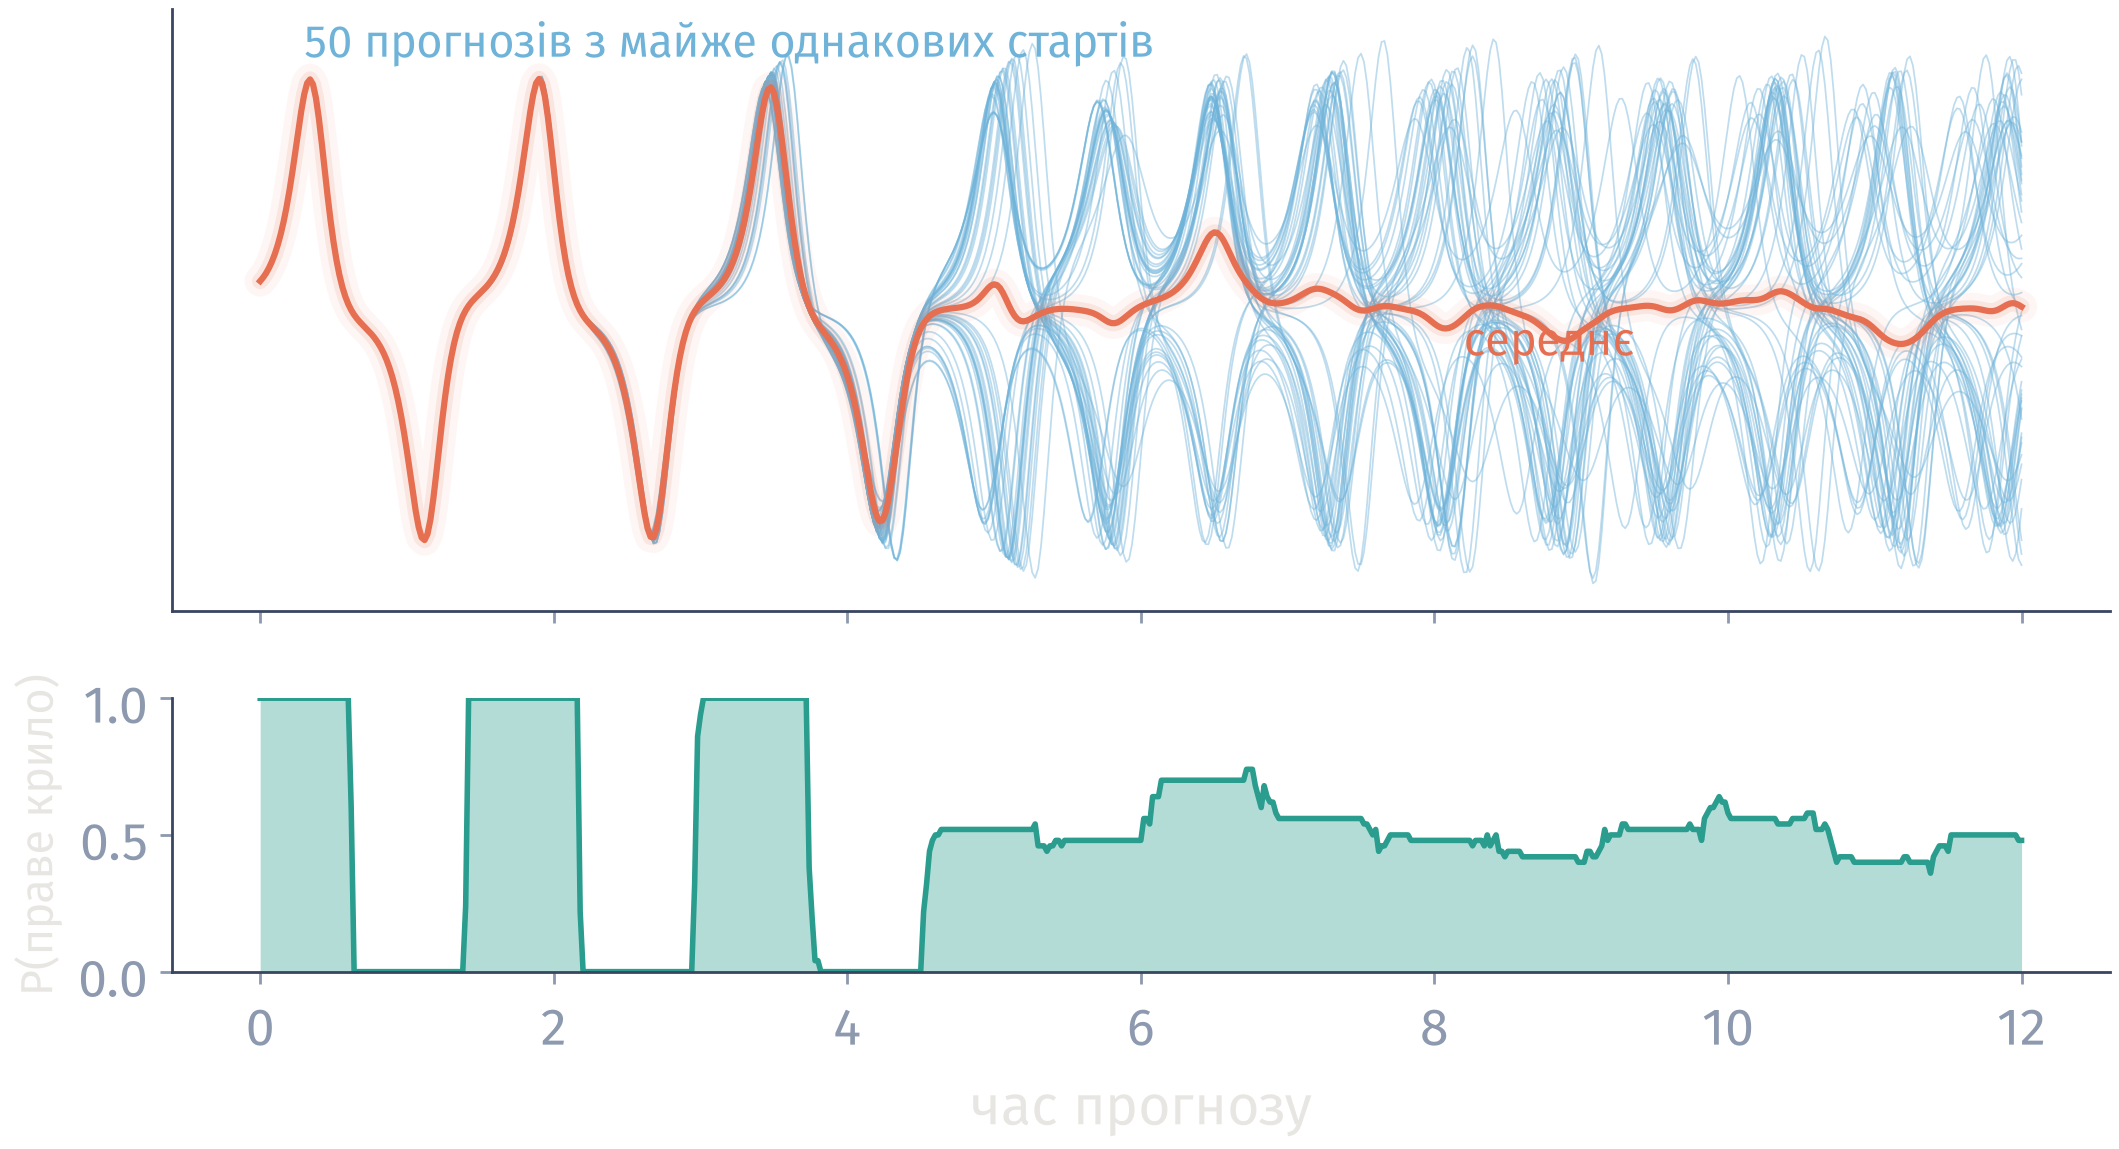 50 прогнозів з майже однакових стартів
середнє
P(праве крило)
1.0
0.5
0.0
0 2 4 6 8 10 12
час прогнозу